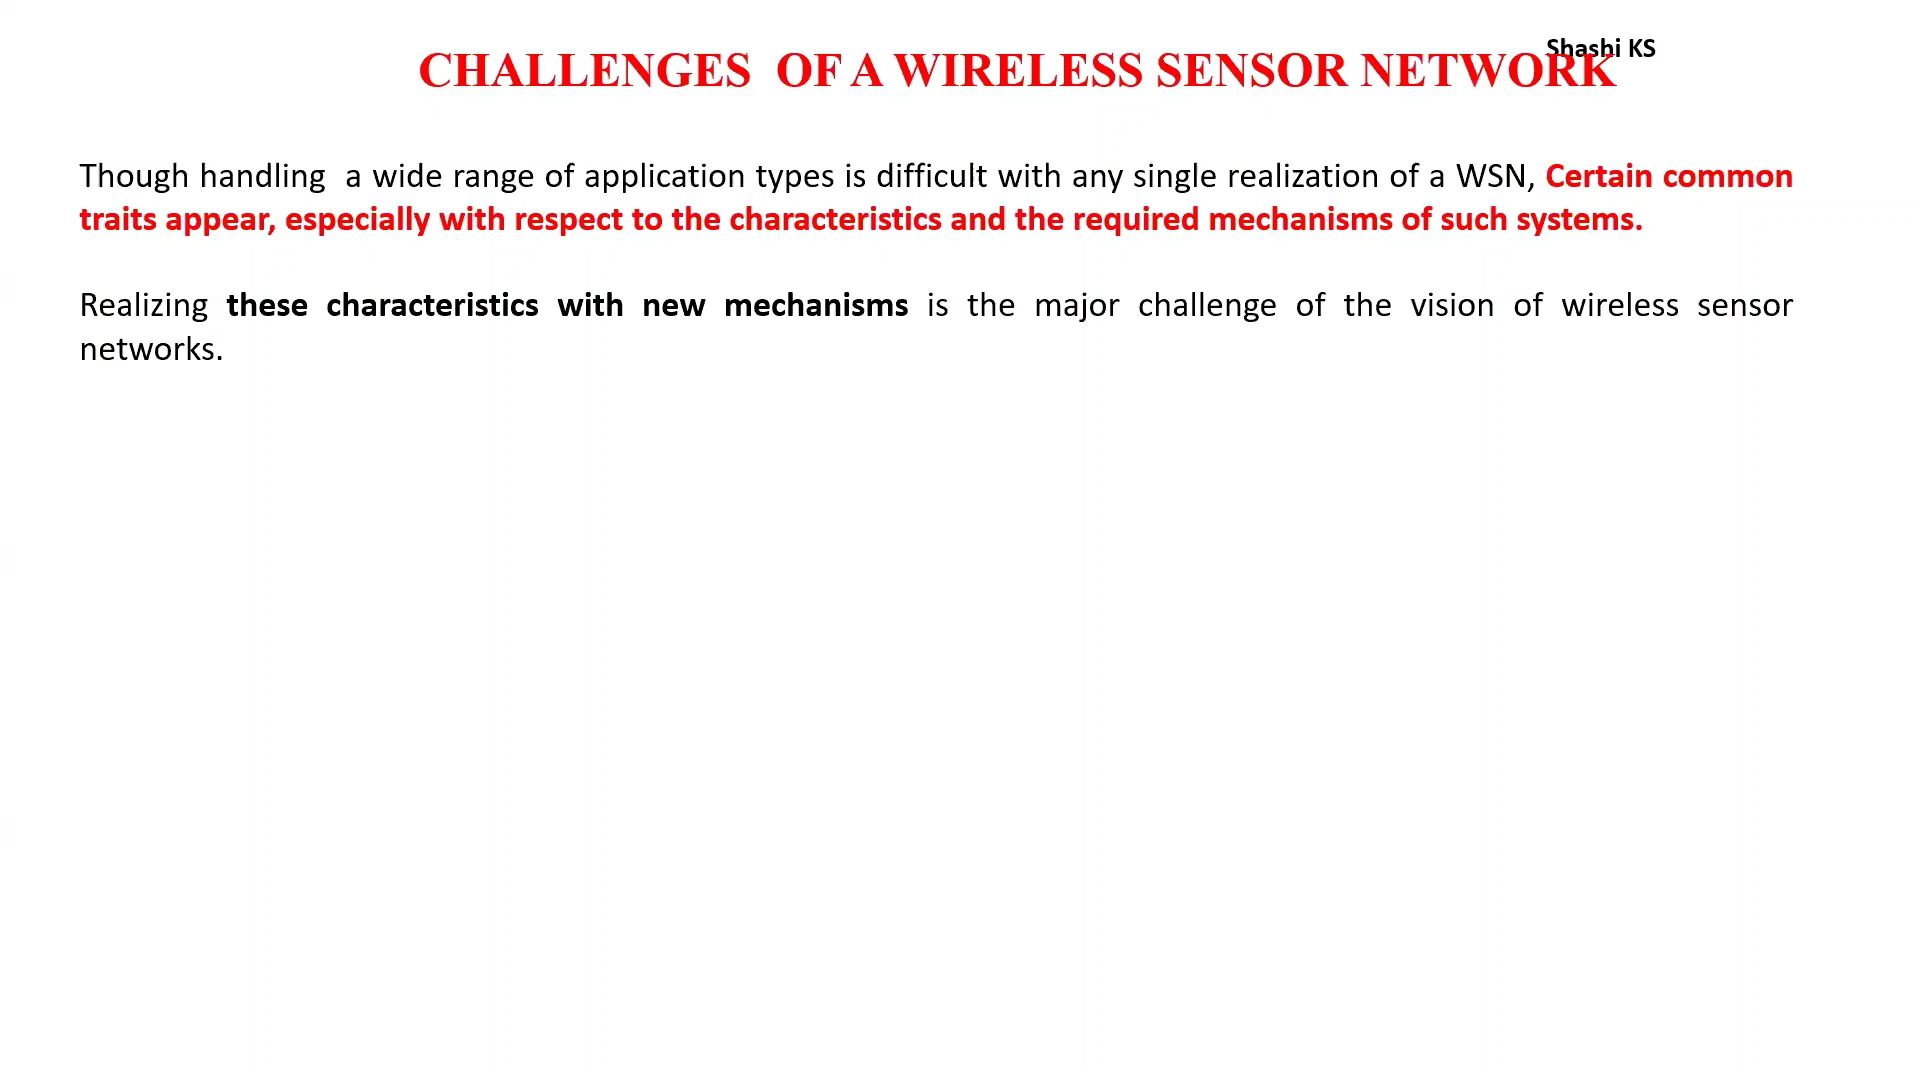 Shashi KS
CHALLENGES  OF A WIRELESS SENSOR NETWORK
Though handling  a wide range of application types is difficult with any single realization of a WSN, Certain common
traits appear, especially with respect to the characteristics and the required mechanisms of such systems.
Realizing these characteristics with new mechanisms is the major challenge of the vision of wireless sensor
networks.